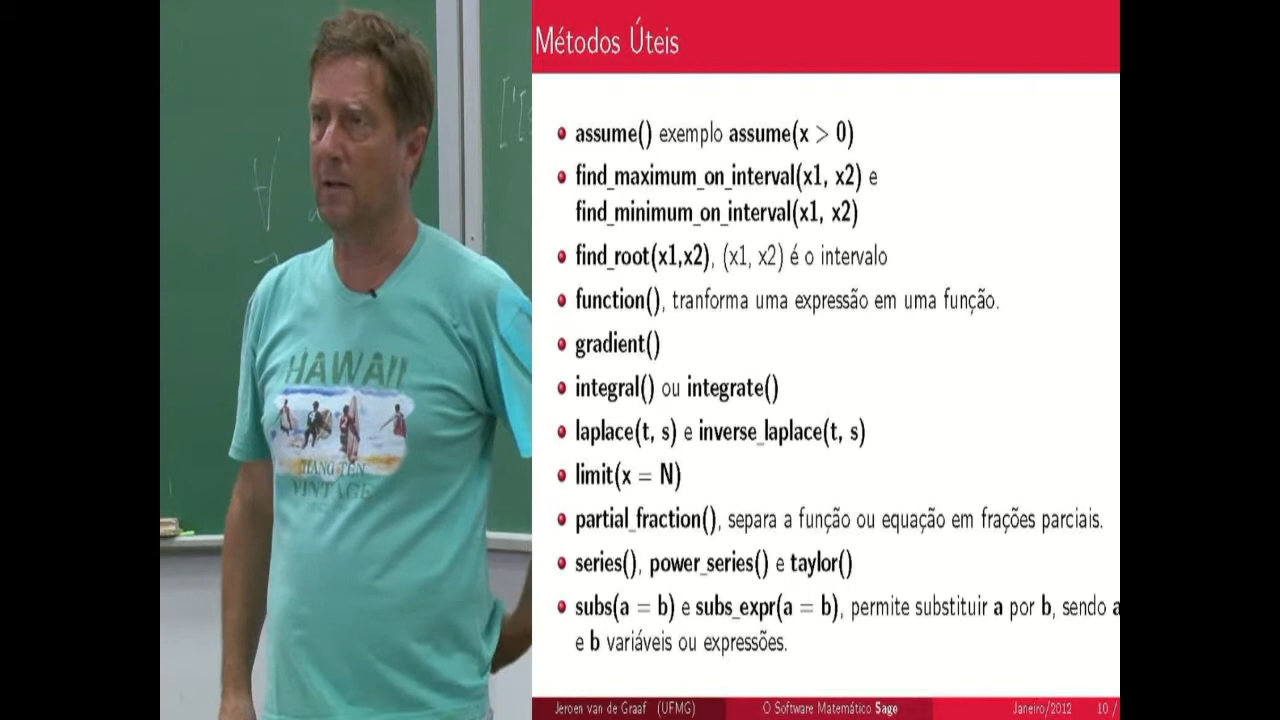 HAWAII
HANG TEN
VINTAGE
Métodos Úteis
assume() exemplo assume(x > 0)
find_maximum_on_interval(x1, x2) e
find_minimum_on_interval(x1, x2)
find_root(x1,x2), (x1, x2) é o intervalo
function(), tranforma uma expressão em uma função.
gradient()
integral() ou integrate()
laplace(t, s) e inverse_laplace(t, s)
limit(x = N)
partial_fraction(), separa a função ou equação em frações parciais.
series(), power_series() e taylor()
subs(a = b) e subs_expr(a = b), permite substituir a por b, sendo a
e b variáveis ou expressões.
Jeroen van de Graaf (UFMG) O Software Matemático Sage Janeiro/2012 10 /